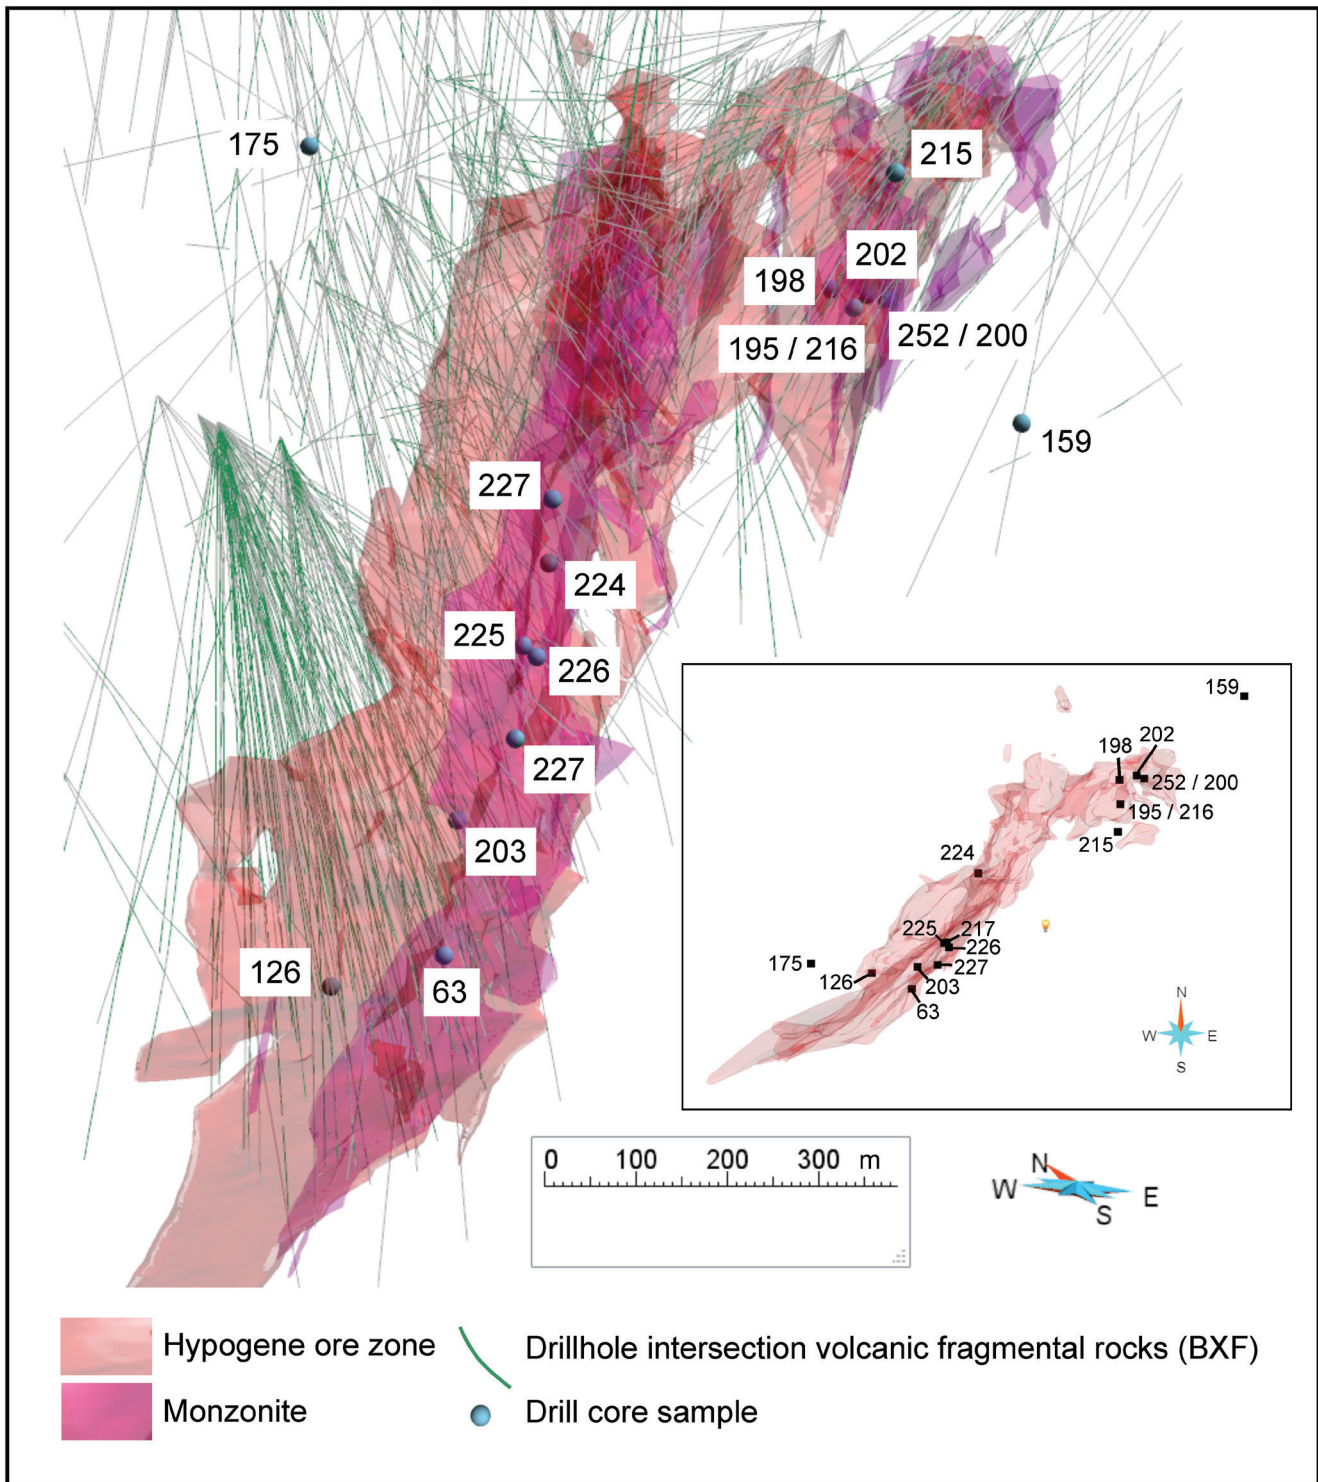 175
215
202
198
195 / 216
252 / 200
159
227
224
225
226
227
203
126
63
159
202
198
252 / 200
195 / 216
215
224
225
217
226
175
126
227
203
63
N
W
E
S
0 100 200 300 m
N
W
E
S
Hypogene ore zone
Drillhole intersection volcanic fragmental rocks (BXF)
Monzonite
Drill core sample